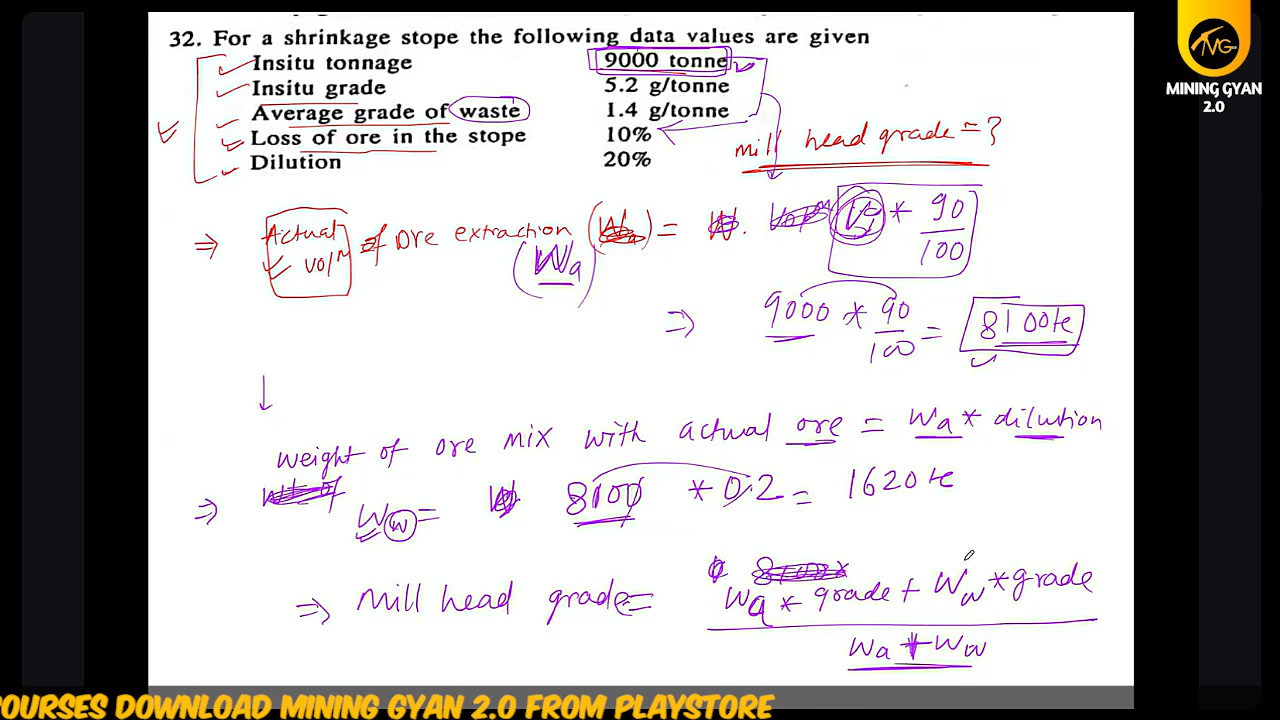 32. For a shrinkage stope the following data values are given
Insitu tonnage 9000 tonne
Insitu grade 5.2 g/tonne
Average grade of waste 1.4 g/tonne
Loss of ore in the stope 10%
Dilution 20%
mill head grade = ?
MINING GYAN
2.0
⇒ Actual vol^m of Ore extraction (Wa) = * 90/100
⇒ 9000 * 90/100 = 8100te
↓
weight of ore mix with actual ore = Wa * dilution
⇒ Ww = 8100 * 0.2 = 1620te
⇒ Mill head grade = Wa * grade + Ww * grade
Wa + Ww
COURSES DOWNLOAD MINING GYAN 2.0 FROM PLAYSTORE